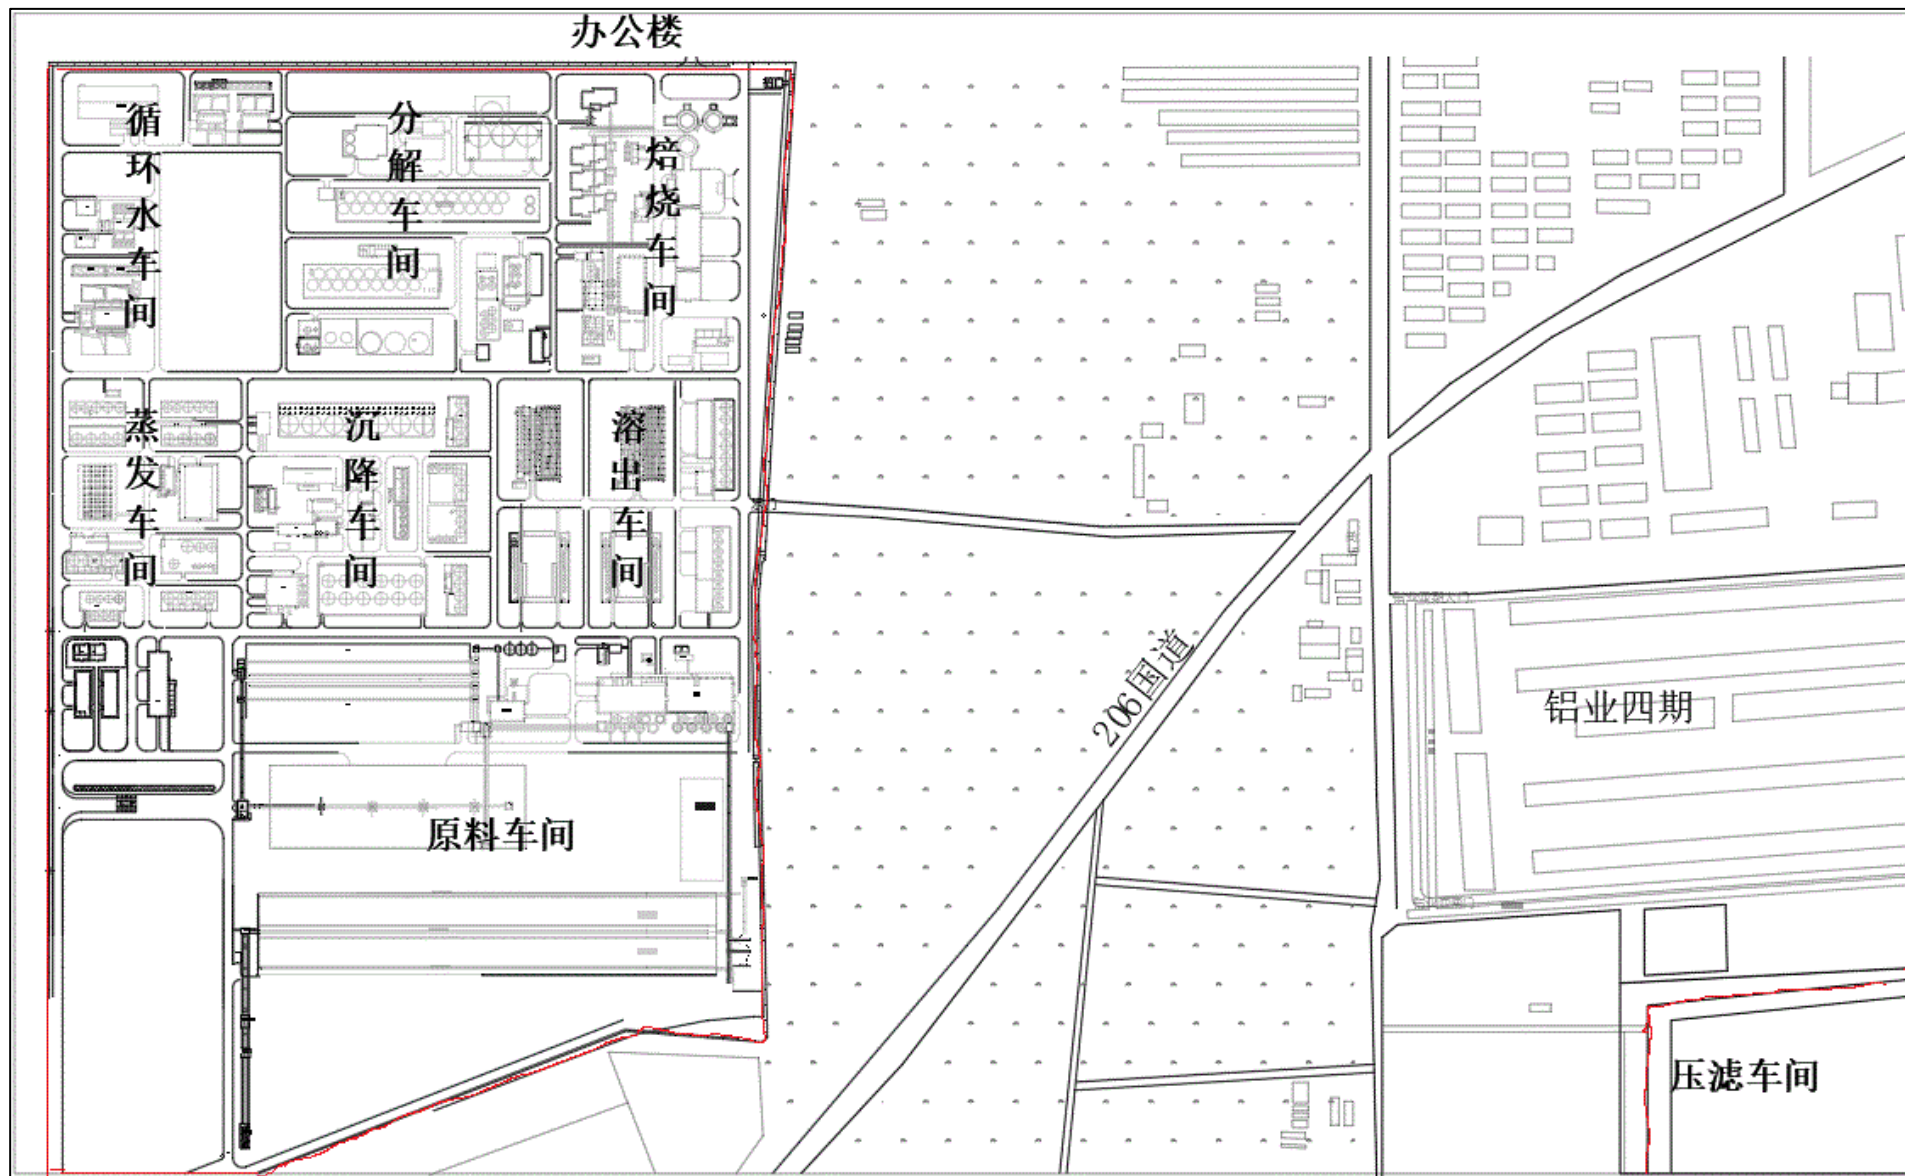 办公楼
循环水车间
分解车间
焙烧车间
蒸发车间
沉降车间
溶出车间
206国道
铝业四期
原料车间
压滤车间